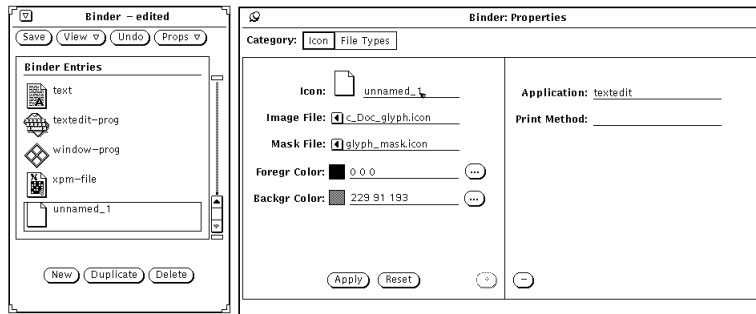 Binder – edited
Save View Undo Props
Binder Entries
text
textedit-prog
window-prog
xpm-file
unnamed_1
New Duplicate Delete
Binder: Properties
Category: Icon File Types
Icon: unnamed_1
Image File: c_Doc_glyph.icon
Mask File: glyph_mask.icon
Foregr Color: 0 0 0 ...
Backgr Color: 229 91 193 ...
Apply Reset +
Application: textedit
Print Method:
−